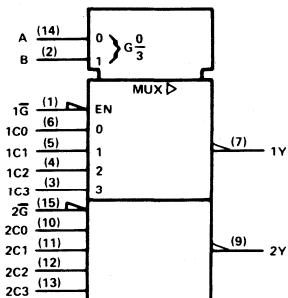 A (14) 0 G 0/3
B (2) 1
MUX ▷
1G̅ (1) EN
1C0 (6) 0
1C1 (5) 1 (7) 1Y
1C2 (4) 2
1C3 (3) 3
2G̅ (15)
2C0 (10)
2C1 (11) (9) 2Y
2C2 (12)
2C3 (13)